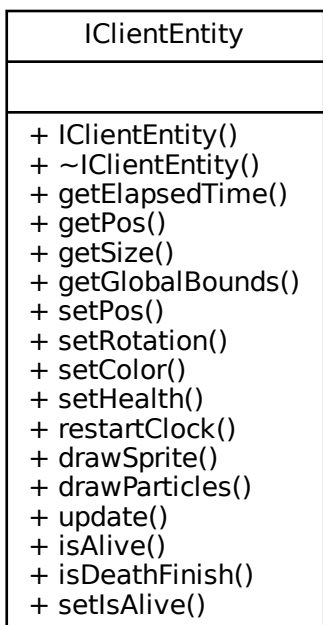 IClientEntity
+ IClientEntity()
+ ~IClientEntity()
+ getElapsedTime()
+ getPos()
+ getSize()
+ getGlobalBounds()
+ setPos()
+ setRotation()
+ setColor()
+ setHealth()
+ restartClock()
+ drawSprite()
+ drawParticles()
+ update()
+ isAlive()
+ isDeathFinish()
+ setIsAlive()